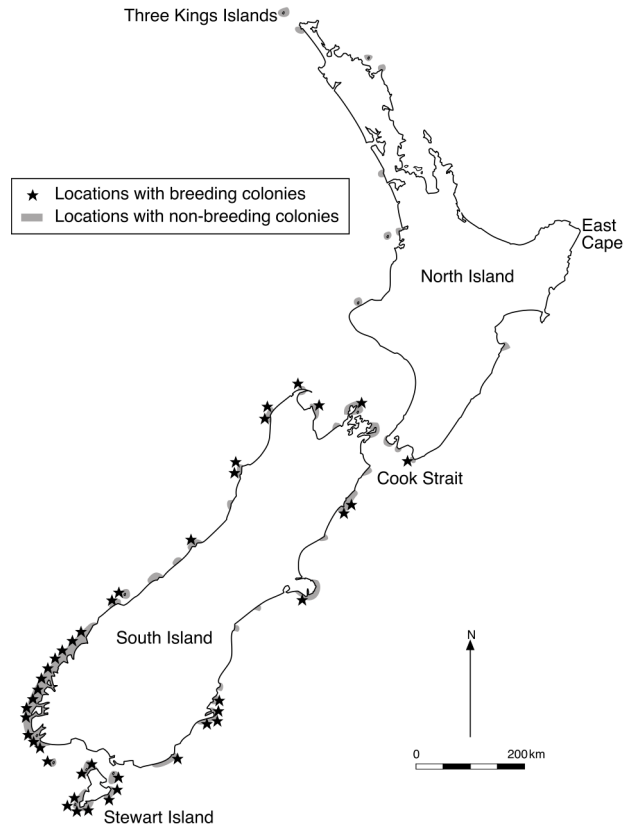 Three Kings Islands
Locations with breeding colonies
Locations with non-breeding colonies
East
Cape
North Island
Cook Strait
South Island
N
0 200 km
Stewart Island